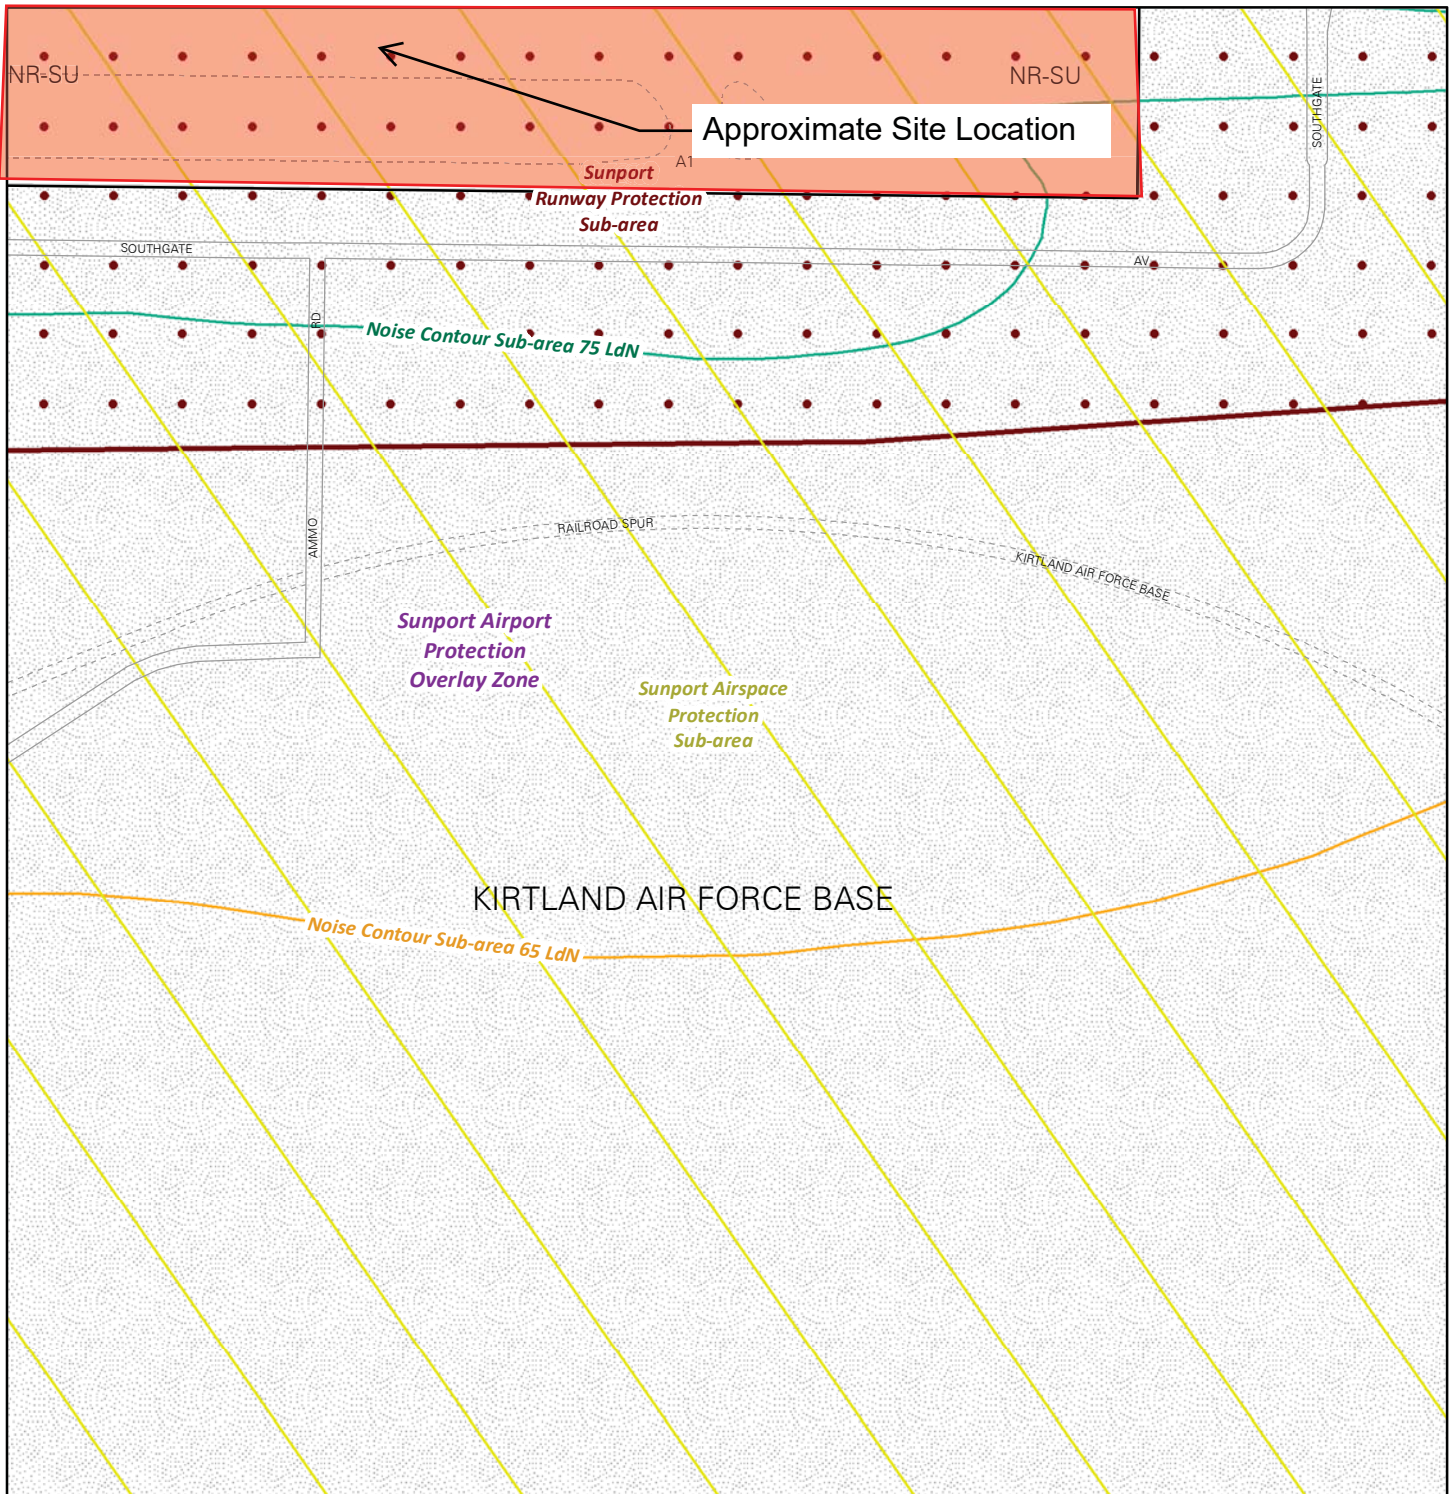 NR-SU
NR-SU
SOUTHGATE
Approximate Site Location
A1
Sunport
Runway Protection
Sub-area
SOUTHGATE
AV
RD
Noise Contour Sub-area 75 LdN
AMMO
RAILROAD SPUR
KIRTLAND AIR FORCE BASE
Sunport Airport
Protection
Overlay Zone
Sunport Airspace
Protection
Sub-area
KIRTLAND AIR FORCE BASE
Noise Contour Sub-area 65 LdN